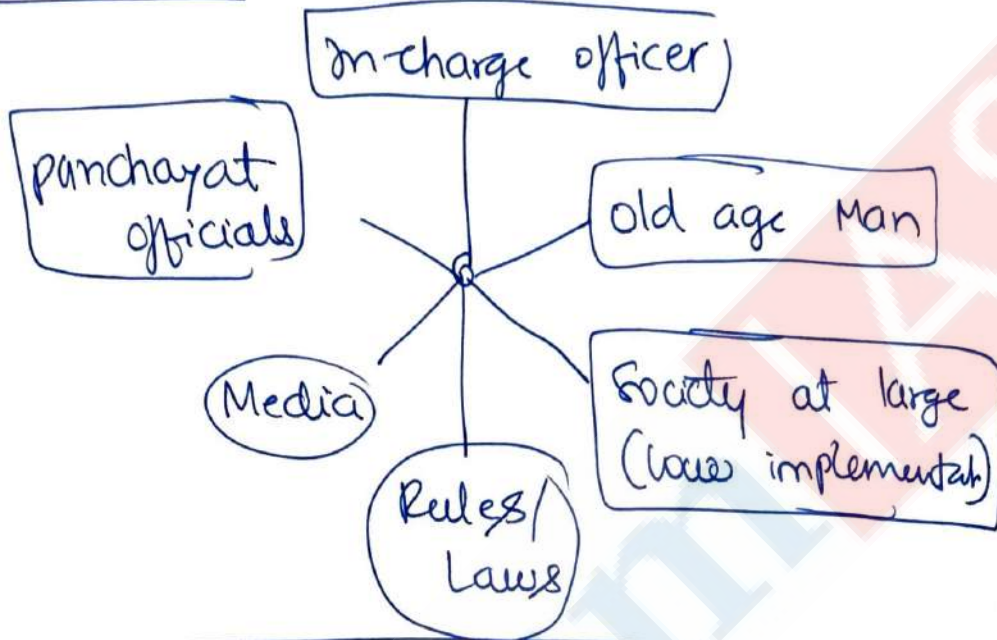 In-charge officer
panchayat
officials
old age Man
Media
Society at large
Rules/
Laws